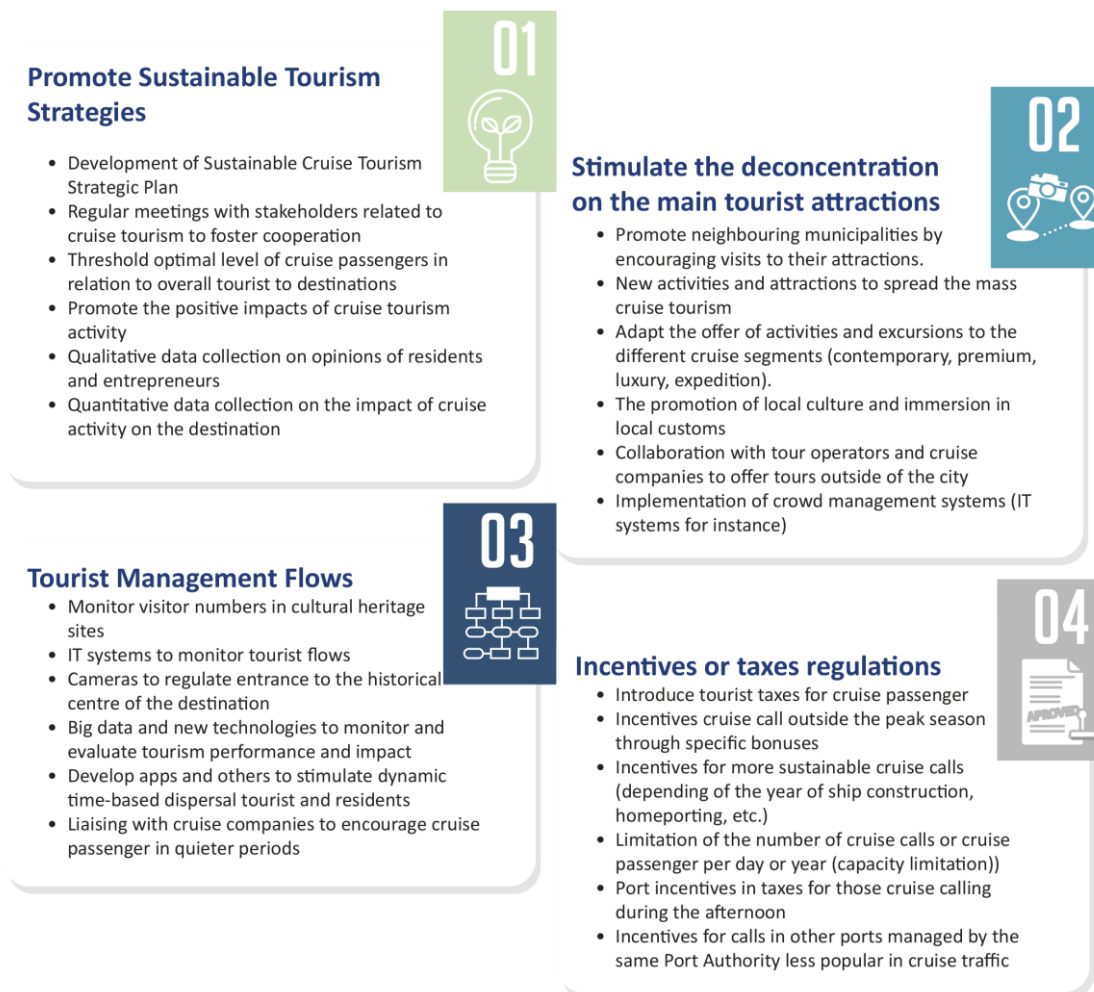 01
Promote Sustainable Tourism
Strategies
• Development of Sustainable Cruise Tourism
Strategic Plan
• Regular meetings with stakeholders related to
cruise tourism to foster cooperation
• Threshold optimal level of cruise passengers in
relation to overall tourist to destinations
• Promote the positive impacts of cruise tourism
activity
• Qualitative data collection on opinions of residents
and entrepreneurs
• Quantitative data collection on the impact of cruise
activity on the destination
02
Stimulate the deconcentration
on the main tourist attractions
• Promote neighbouring municipalities by
encouraging visits to their attractions.
• New activities and attractions to spread the mass
cruise tourism
• Adapt the offer of activities and excursions to the
different cruise segments (contemporary, premium,
luxury, expedition).
• The promotion of local culture and immersion in
local customs
• Collaboration with tour operators and cruise
companies to offer tours outside of the city
• Implementation of crowd management systems (IT
systems for instance)
03
Tourist Management Flows
• Monitor visitor numbers in cultural heritage
sites
• IT systems to monitor tourist flows
• Cameras to regulate entrance to the historical
centre of the destination
• Big data and new technologies to monitor and
evaluate tourism performance and impact
• Develop apps and others to stimulate dynamic
time-based dispersal tourist and residents
• Liaising with cruise companies to encourage cruise
passenger in quieter periods
04
APROVED
Incentives or taxes regulations
• Introduce tourist taxes for cruise passenger
• Incentives cruise call outside the peak season
through specific bonuses
• Incentives for more sustainable cruise calls
(depending of the year of ship construction,
homeporting, etc.)
• Limitation of the number of cruise calls or cruise
passenger per day or year (capacity limitation))
• Port incentives in taxes for those cruise calling
during the afternoon
• Incentives for calls in other ports managed by the
same Port Authority less popular in cruise traffic